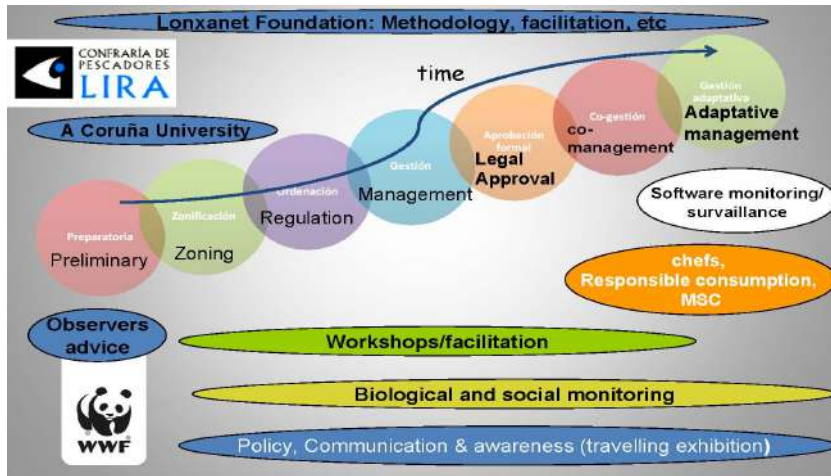 Lonxanet Foundation: Methodology, facilitation, etc
CONFRARÍA DE
PESCADORES
LIRA
time
A Coruña University
Gestión
adaptativa
Adaptative
management
Co-gestión
co-
management
Aprobación
formal
Legal
Approval
Gestión
Management
Ordenación
Regulation
Zonificación
Zoning
Preparatoria
Preliminary
Software monitoring/
survaillance
chefs,
Responsible consumption,
MSC
Observers
advice
Workshops/facilitation
Biological and social monitoring
WWF
Policy, Communication & awareness (travelling exhibition)